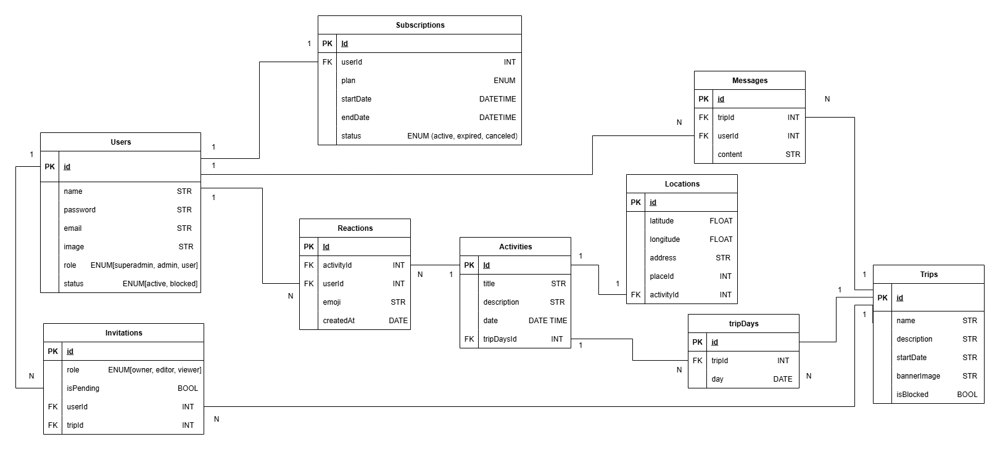 Subscriptions
PK Id
FK userId INT
plan ENUM
startDate DATETIME
endDate DATETIME
status ENUM (active, expired, canceled)
1
1
1
1
1
Users
PK id
name STR
password STR
email STR
image STR
role ENUM[superadmin, admin, user]
status ENUM[active, blocked]
Messages
PK id
FK tripId INT
FK userId INT
content STR
N
N
Locations
PK id
latitude FLOAT
longitude FLOAT
address STR
placeId INT
FK activityId INT
Reactions
PK Id
FK activityId INT
FK userId INT
emoji STR
createdAt DATE
N
N
1
Activities
PK Id
title STR
description STR
date DATE TIME
FK tripDaysId INT
1
1
1
N
tripDays
PK id
FK tripId INT
day DATE
N
1
1
1
Trips
PK id
name STR
description STR
startDate STR
bannerImage STR
isBlocked BOOL
Invitations
PK id
role ENUM[owner, editor, viewer]
isPending BOOL
FK userId INT
FK tripId INT
N
N